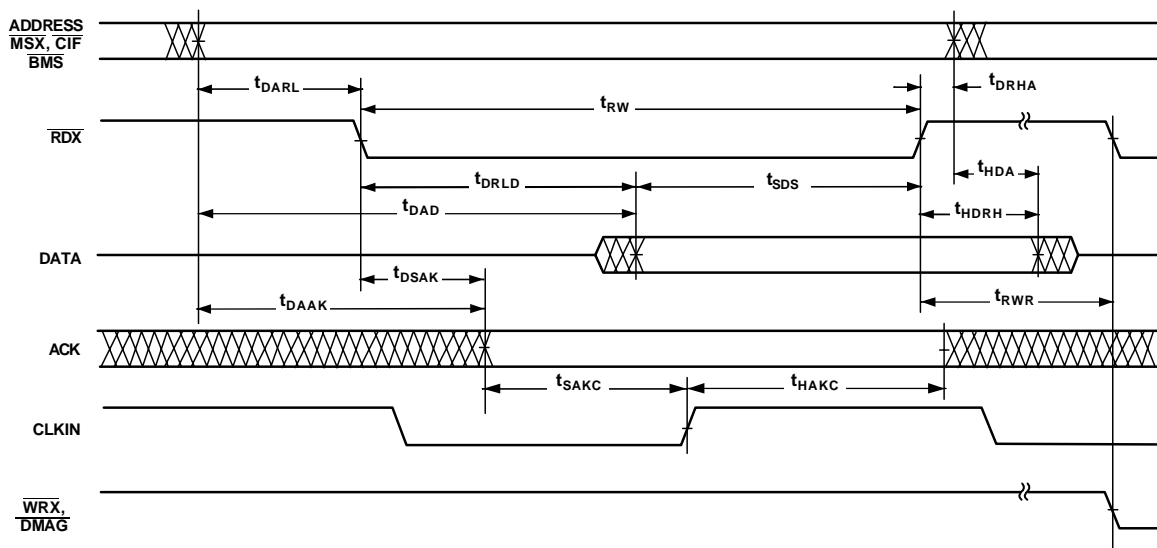 ADDRESS
MSX, CIF
BMS
tDARL
tRW
tDRHA
RDX
tDRLD
tSDS
tHDA
tDAD
tHDRH
DATA
tDSAK
tDAAK
tRWR
ACK
tSAKC
tHAKC
CLKIN
WRX,
DMAG